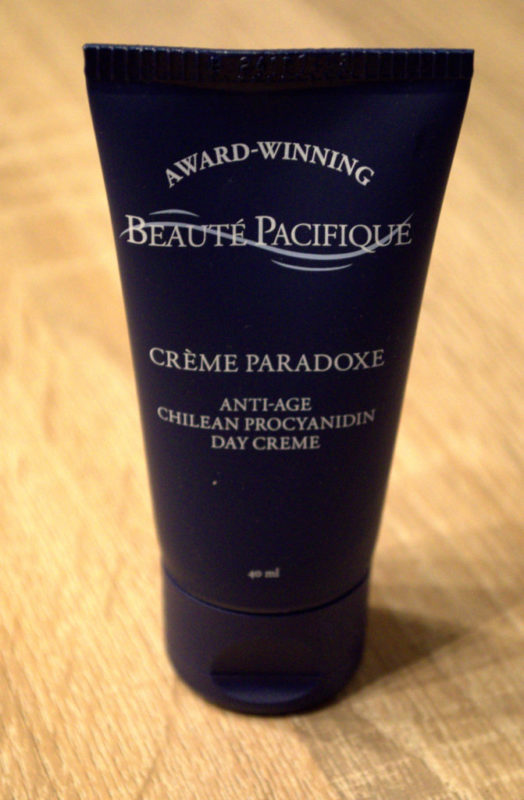 AWARD-WINNING
BEAUTÉ PACIFIQUE
CRÈME PARADOXE
ANTI-AGE
CHILEAN PROCYANIDIN
DAY CREME
40 ml